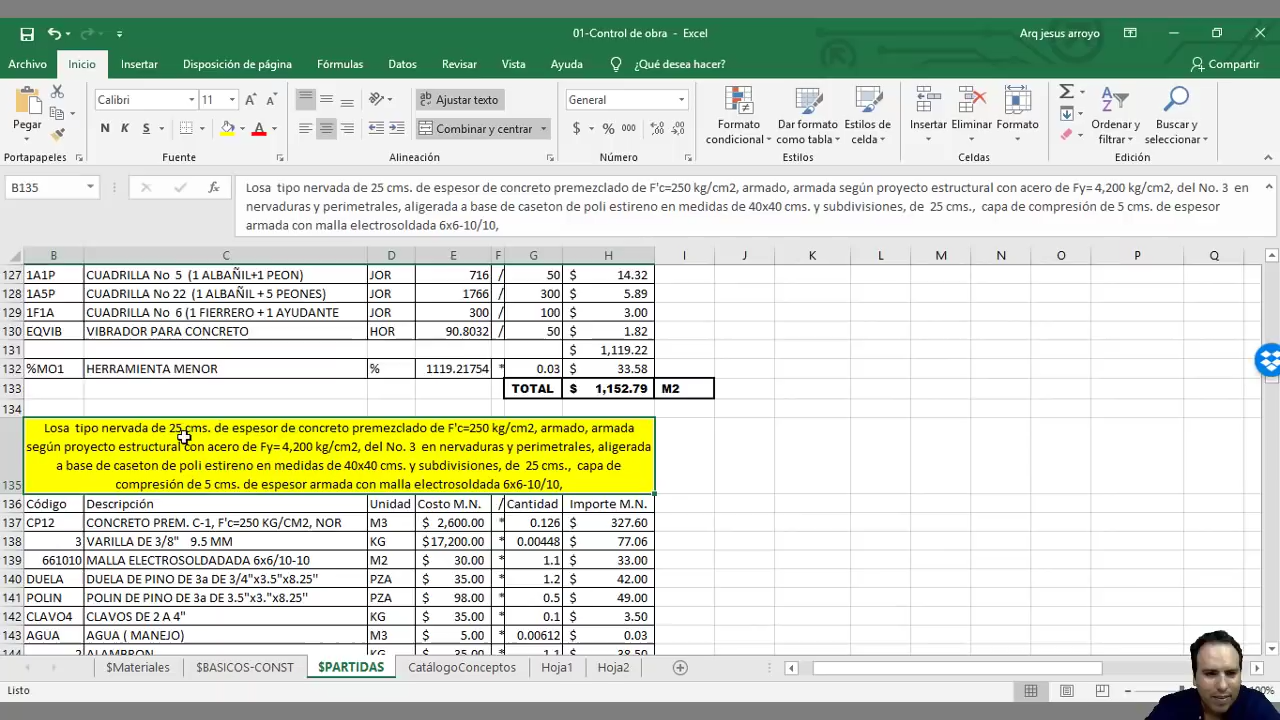 01-Control de obra - Excel
Arq jesus arroyo
Archivo Inicio Insertar Disposición de página Fórmulas Datos Revisar Vista Ayuda ¿Qué desea hacer? Compartir
Pegar
Portapapeles
Calibri 11
N K S
Fuente
Ajustar texto
Combinar y centrar
Alineación
General
$ % 000
Número
Formato condicional
Dar formato como tabla
Estilos de celda
Estilos
Insertar
Eliminar
Formato
Celdas
Ordenar y filtrar
Buscar y seleccionar
Edición
B135
fx
Losa tipo nervada de 25 cms. de espesor de concreto premezclado de F'c=250 kg/cm2, armado, armada según proyecto estructural con acero de Fy= 4,200 kg/cm2, del No. 3 en
nervaduras y perimetrales, aligerada a base de caseton de poli estireno en medidas de 40x40 cms. y subdivisiones, de 25 cms., capa de compresión de 5 cms. de espesor
armada con malla electrosoldada 6x6-10/10,
B C D E F G H I J K L M N O P Q
127 1A1P CUADRILLA No 5 (1 ALBAÑIL+1 PEON) JOR 716 / 50 $ 14.32
128 1A5P CUADRILLA No 22 (1 ALBAÑIL + 5 PEONES) JOR 1766 / 300 $ 5.89
129 1F1A CUADRILLA No 6 (1 FIERRERO + 1 AYUDANTE JOR 300 / 100 $ 3.00
130 EQVIB VIBRADOR PARA CONCRETO HOR 90.8032 / 50 $ 1.82
131 $ 1,119.22
132 %MO1 HERRAMIENTA MENOR % 1119.21754 * 0.03 $ 33.58
133 TOTAL $ 1,152.79 M2
134
Losa tipo nervada de 25 cms. de espesor de concreto premezclado de F'c=250 kg/cm2, armado, armada
según proyecto estructural con acero de Fy= 4,200 kg/cm2, del No. 3 en nervaduras y perimetrales, aligerada
a base de caseton de poli estireno en medidas de 40x40 cms. y subdivisiones, de 25 cms., capa de
135 compresión de 5 cms. de espesor armada con malla electrosoldada 6x6-10/10,
136 Código Descripción Unidad Costo M.N. / Cantidad Importe M.N.
137 CP12 CONCRETO PREM. C-1, F'c=250 KG/CM2, NOR M3 $ 2,600.00 * 0.126 $ 327.60
138 3 VARILLA DE 3/8" 9.5 MM KG $17,200.00 * 0.00448 $ 77.06
139 661010 MALLA ELECTROSOLDADADA 6x6/10-10 M2 $ 30.00 * 1.1 $ 33.00
140 DUELA DUELA DE PINO DE 3a DE 3/4"x3.5"x8.25" PZA $ 35.00 * 1.2 $ 42.00
141 POLIN POLIN DE PINO DE 3a DE 3.5"x3."x8.25" PZA $ 98.00 * 0.5 $ 49.00
142 CLAVO4 CLAVOS DE 2 A 4" KG $ 35.00 * 0.1 $ 3.50
143 AGUA AGUA ( MANEJO) M3 $ 5.00 * 0.00612 $ 0.03
144 2 ALAMBRON KG $ 35.00 * 1.1 $ 38.50
$Materiales $BASICOS-CONST $PARTIDAS CatálogoConceptos Hoja1 Hoja2
Listo